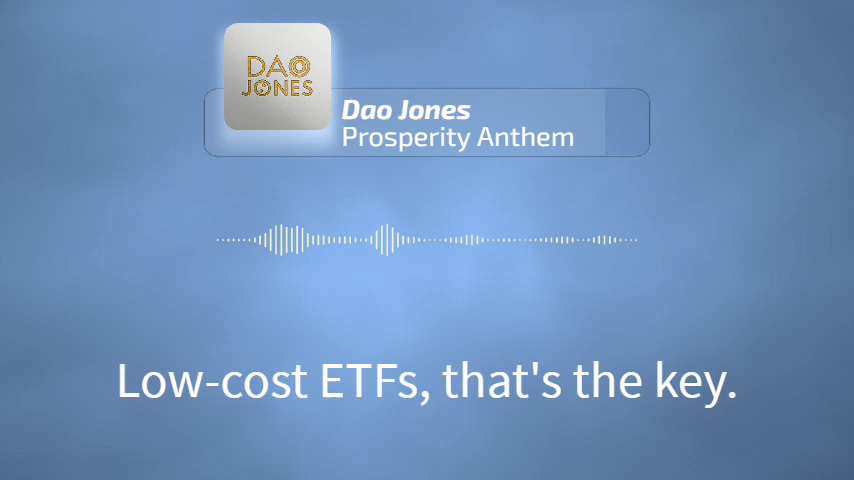 DAO
JONES
Dao Jones
Prosperity Anthem
Low-cost ETFs, that's the key.